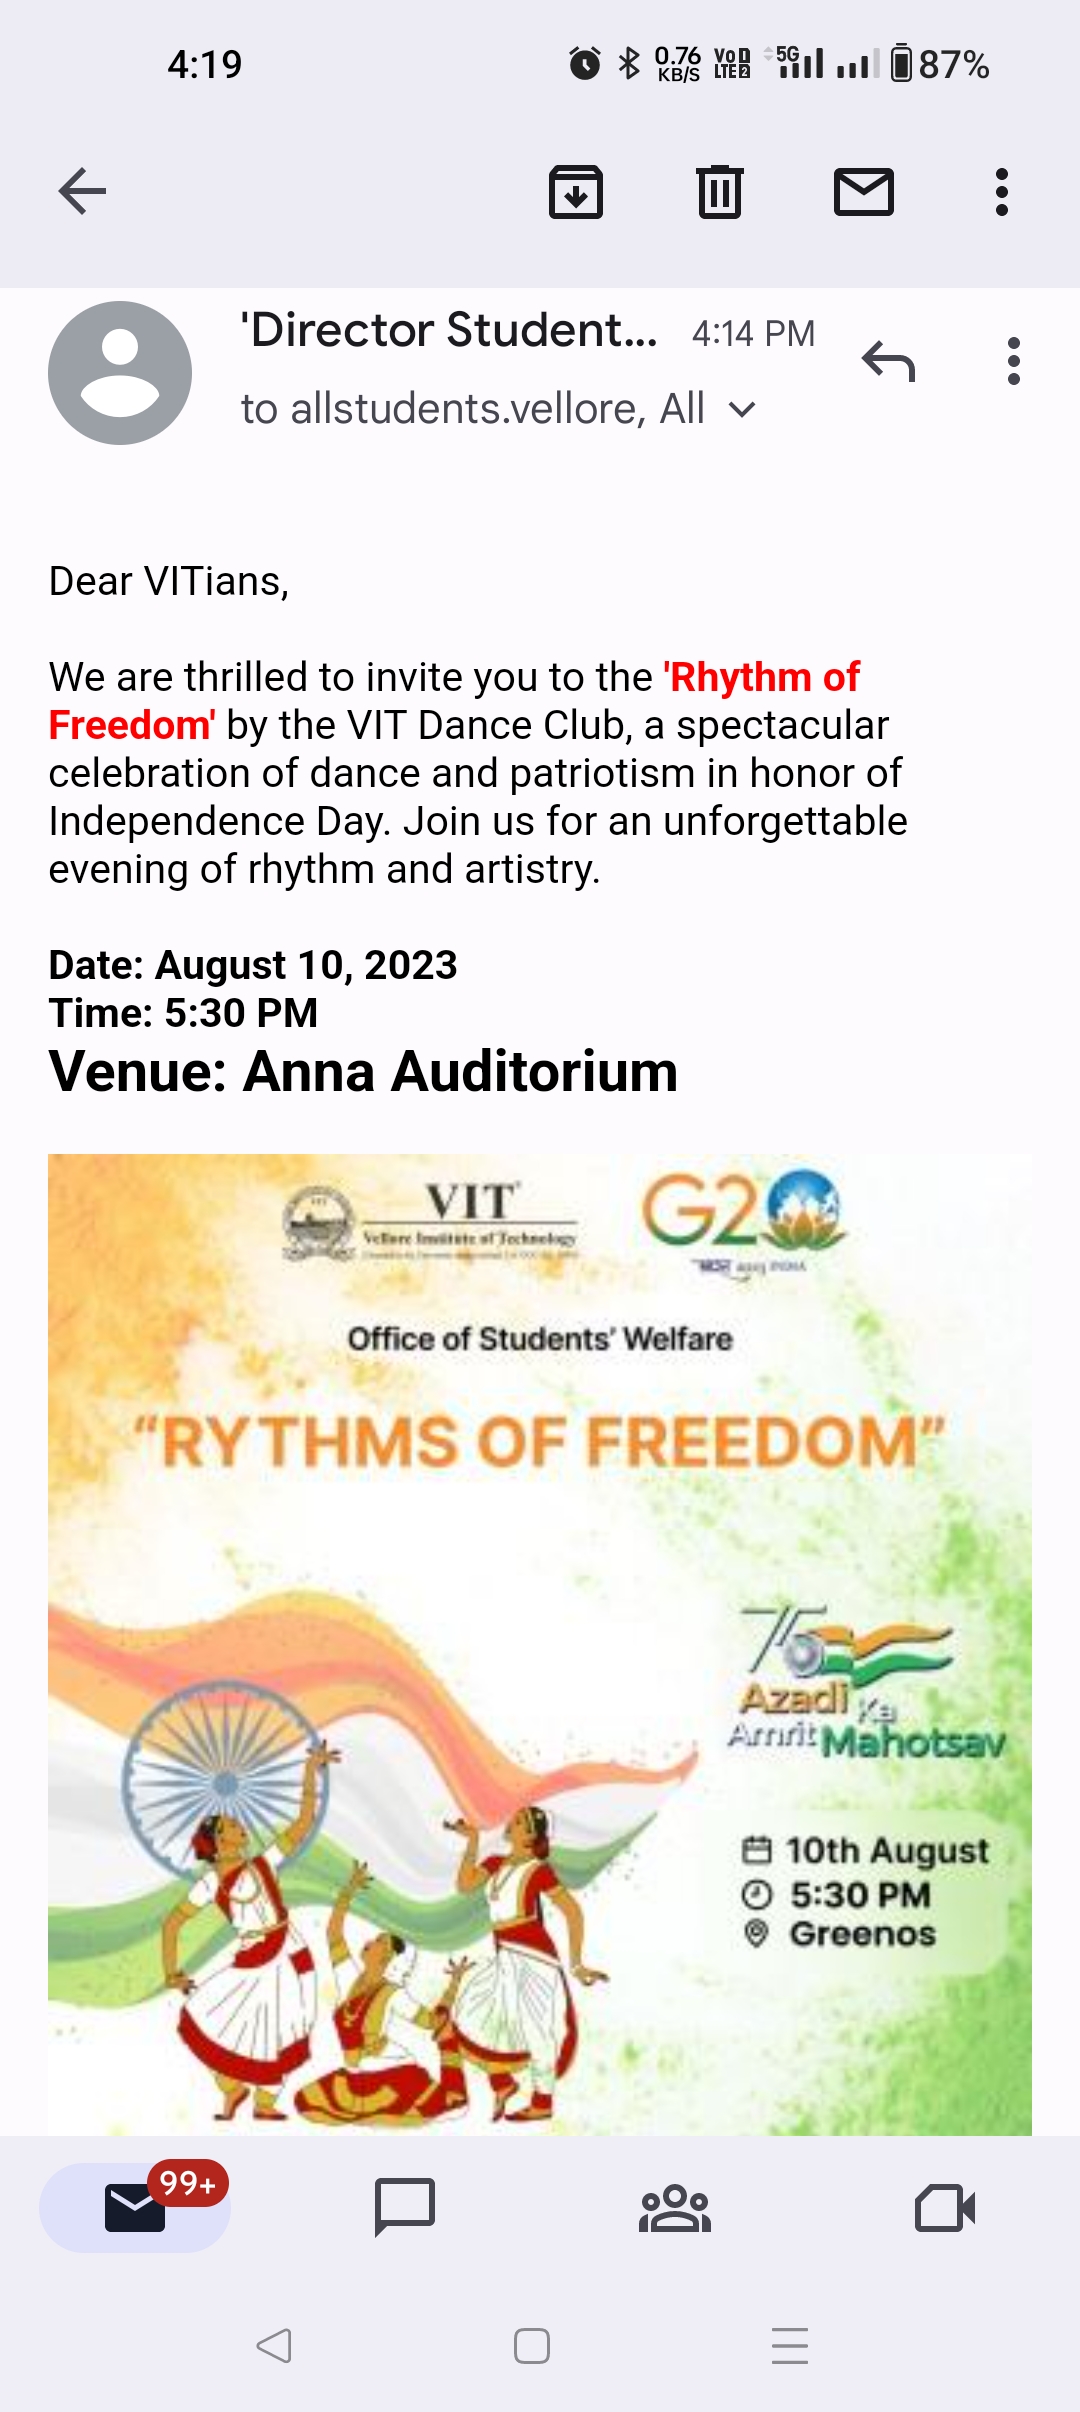 4:19
0.76
KB/S
VoD
LTE 2
5G
87%
'Director Student... 4:14 PM
to allstudents.vellore, All
Dear VITians,
We are thrilled to invite you to the 'Rhythm of
Freedom' by the VIT Dance Club, a spectacular
celebration of dance and patriotism in honor of
Independence Day. Join us for an unforgettable
evening of rhythm and artistry.
Date: August 10, 2023
Time: 5:30 PM
Venue: Anna Auditorium
VIT
Vellore Institute of Technology
G20
INDIA
Office of Students' Welfare
“RYTHMS OF FREEDOM”
75
Azadi Ka
Amrit Mahotsav
10th August
5:30 PM
Greenos
99+